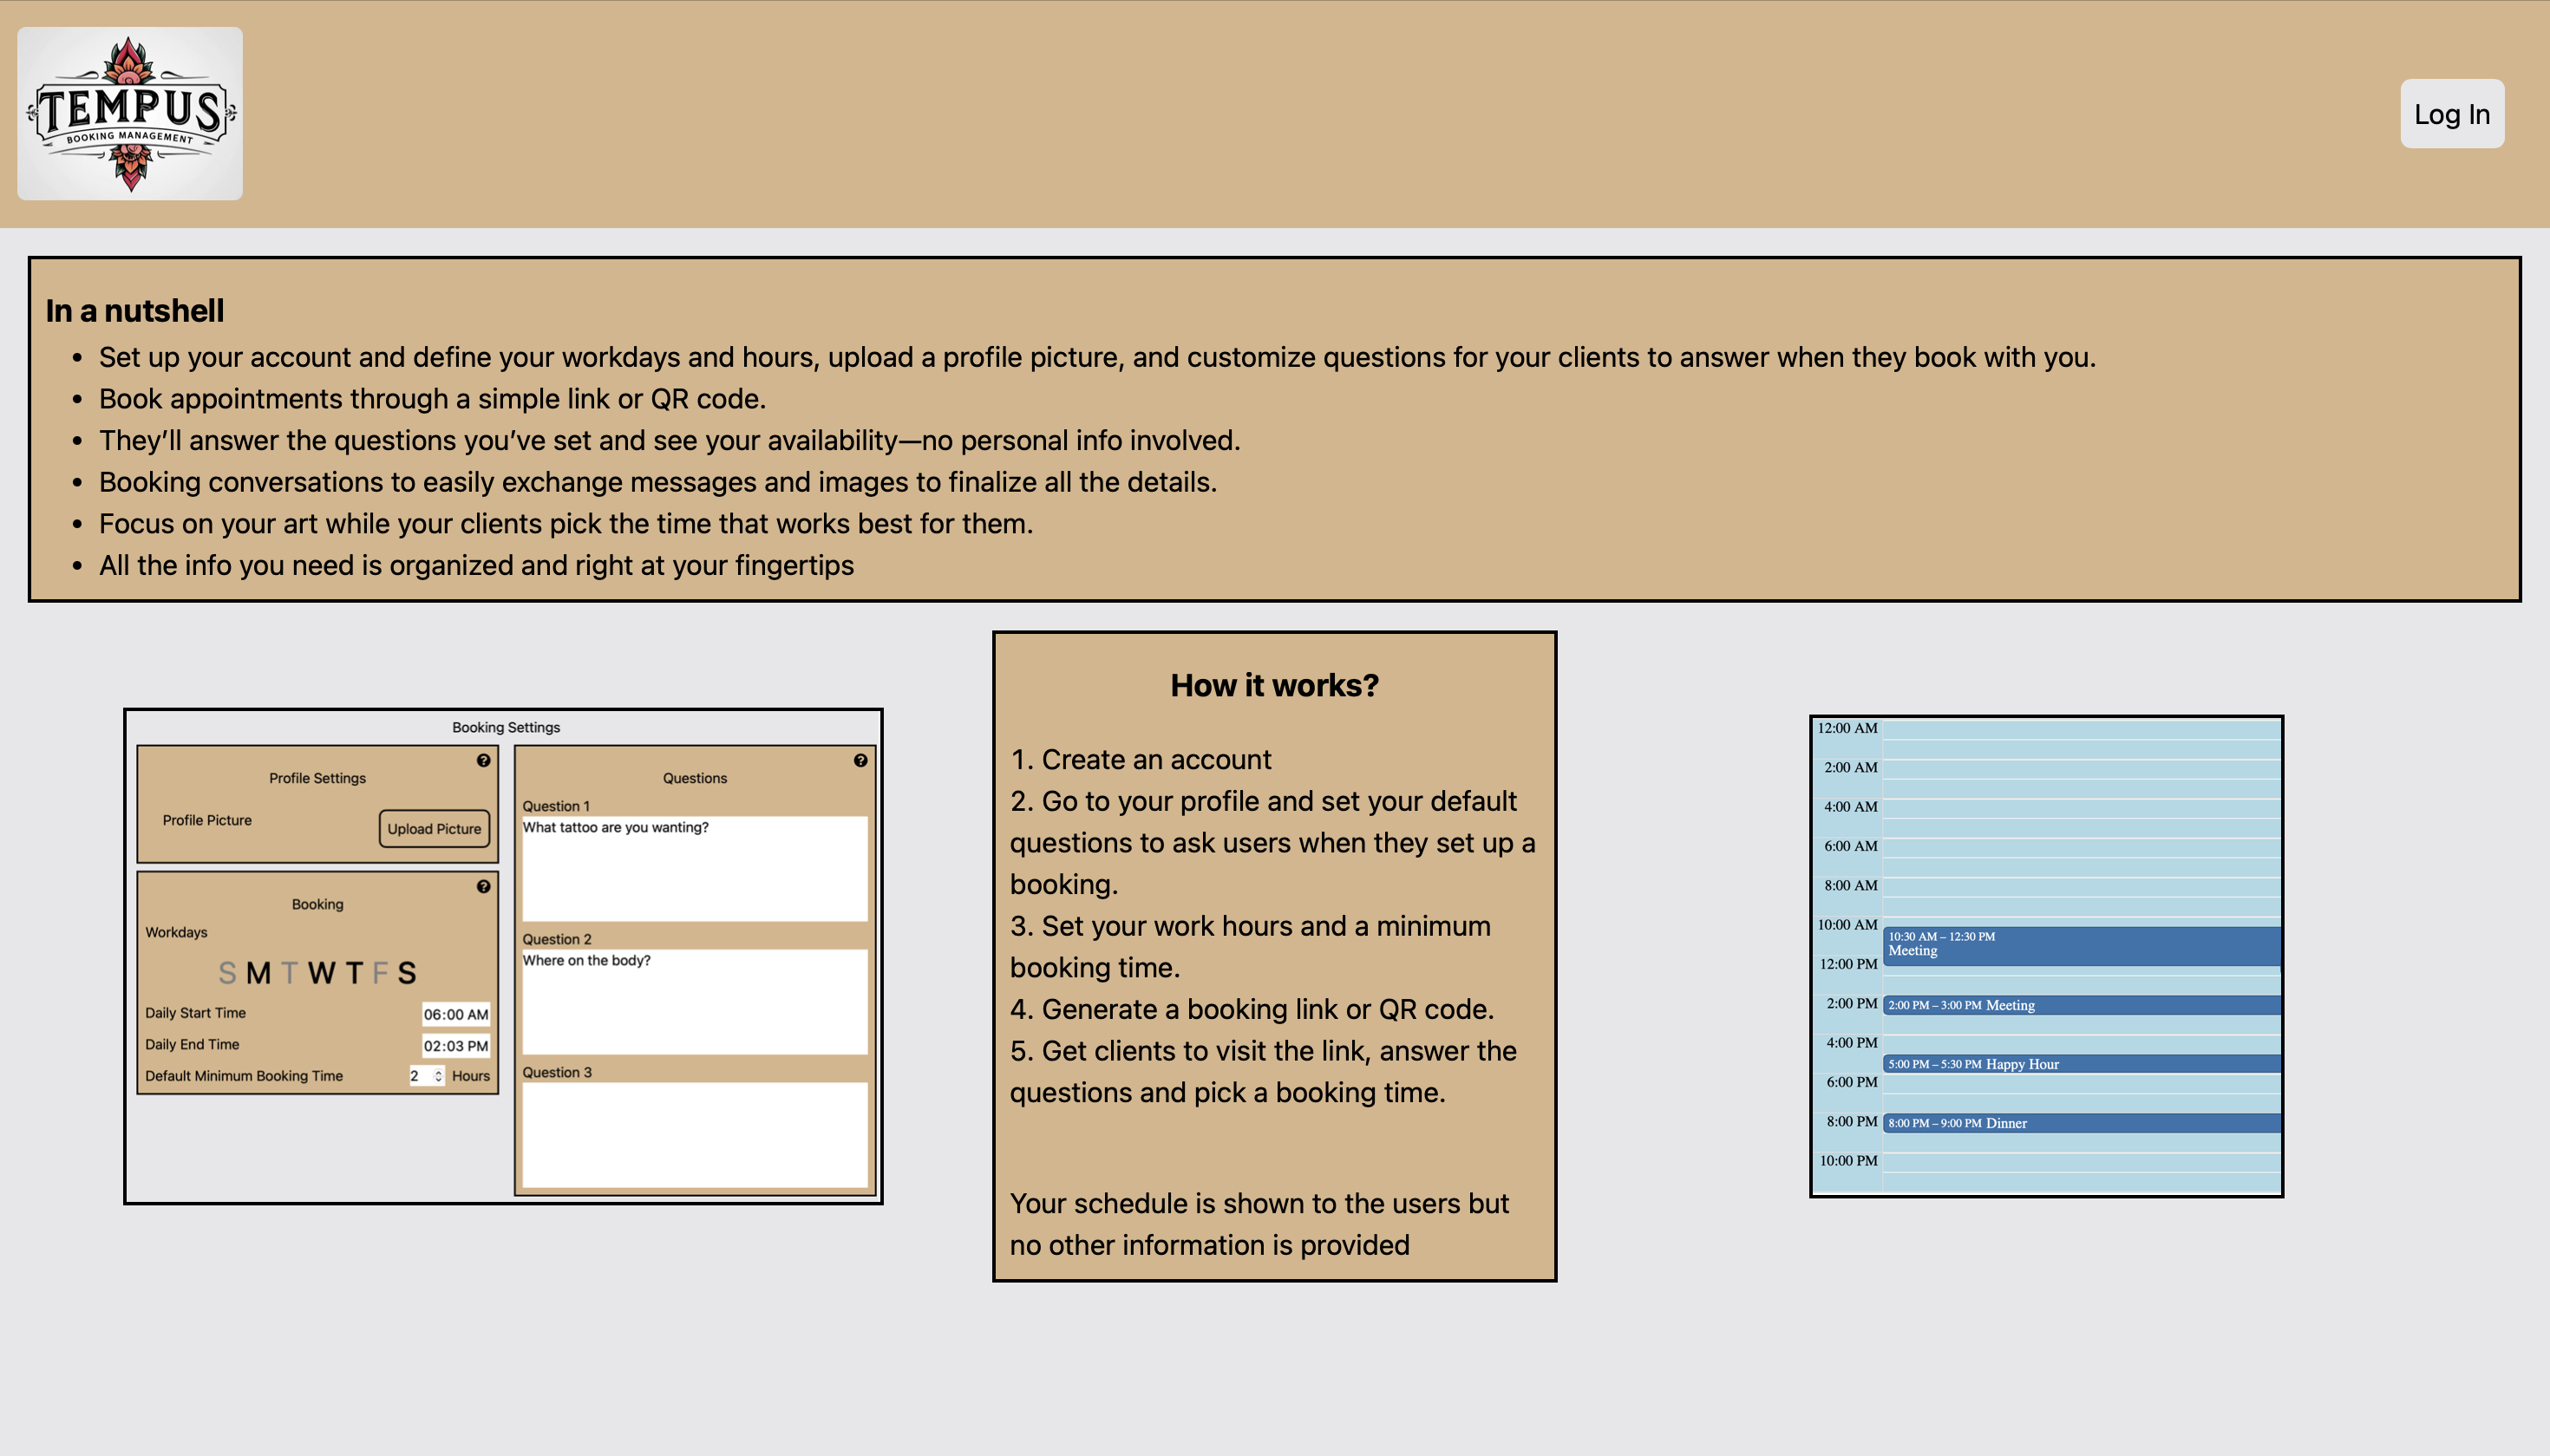 TEMPUS
BOOKING MANAGEMENT
Log In
In a nutshell
• Set up your account and define your workdays and hours, upload a profile picture, and customize questions for your clients to answer when they book with you.
• Book appointments through a simple link or QR code.
• They’ll answer the questions you’ve set and see your availability—no personal info involved.
• Booking conversations to easily exchange messages and images to finalize all the details.
• Focus on your art while your clients pick the time that works best for them.
• All the info you need is organized and right at your fingertips
Booking Settings
Profile Settings
Profile Picture
Upload Picture
Booking
Workdays
S M T W T F S
Daily Start Time 06:00 AM
Daily End Time 02:03 PM
Default Minimum Booking Time 2 Hours
Questions
Question 1
What tattoo are you wanting?
Question 2
Where on the body?
Question 3
How it works?
1. Create an account
2. Go to your profile and set your default
questions to ask users when they set up a
booking.
3. Set your work hours and a minimum
booking time.
4. Generate a booking link or QR code.
5. Get clients to visit the link, answer the
questions and pick a booking time.
Your schedule is shown to the users but
no other information is provided
12:00 AM
2:00 AM
4:00 AM
6:00 AM
8:00 AM
10:00 AM
10:30 AM – 12:30 PM
Meeting
12:00 PM
2:00 PM 2:00 PM – 3:00 PM Meeting
4:00 PM
5:00 PM – 5:30 PM Happy Hour
6:00 PM
8:00 PM 8:00 PM – 9:00 PM Dinner
10:00 PM